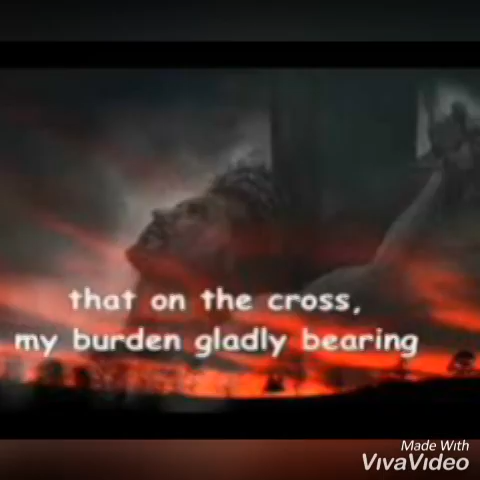 that on the cross,
my burden gladly bearing
Made With
VivaVideo